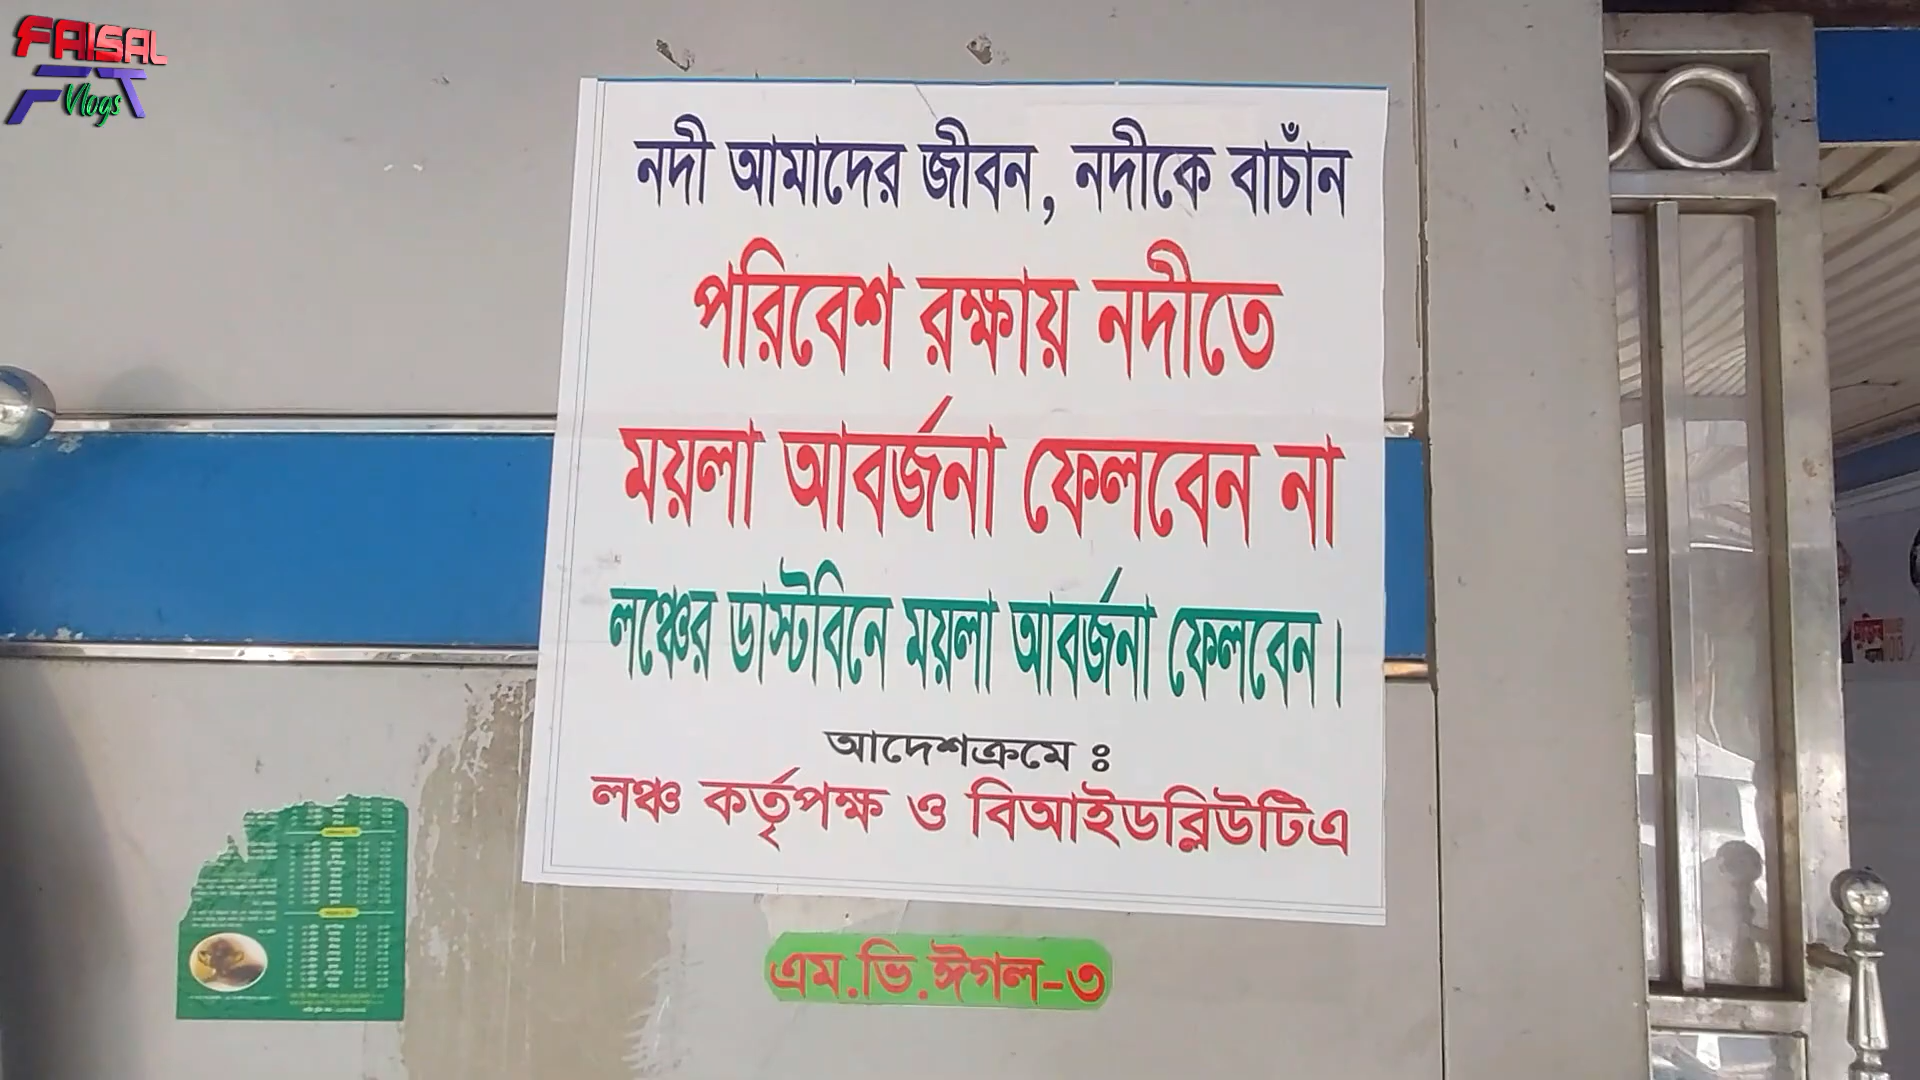 FAISAL
FT
Vlogs
নদী আমাদের জীবন, নদীকে বাচাঁন
পরিবেশ রক্ষায় নদীতে
ময়লা আবর্জনা ফেলবেন না
লঞ্চের ডাস্টবিনে ময়লা আবর্জনা ফেলবেন।
আদেশক্রমে ঃ
লঞ্চ কর্তৃপক্ষ ও বিআইডব্লিউটিএ
এম.ভি.ঈগল-৩